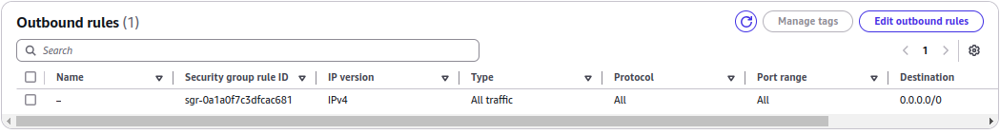 Outbound rules (1)
Manage tags
Edit outbound rules
Search
1
Name Security group rule ID IP version Type Protocol Port range Destination
– sgr-0a1a0f7c3dfcac681 IPv4 All traffic All All 0.0.0.0/0